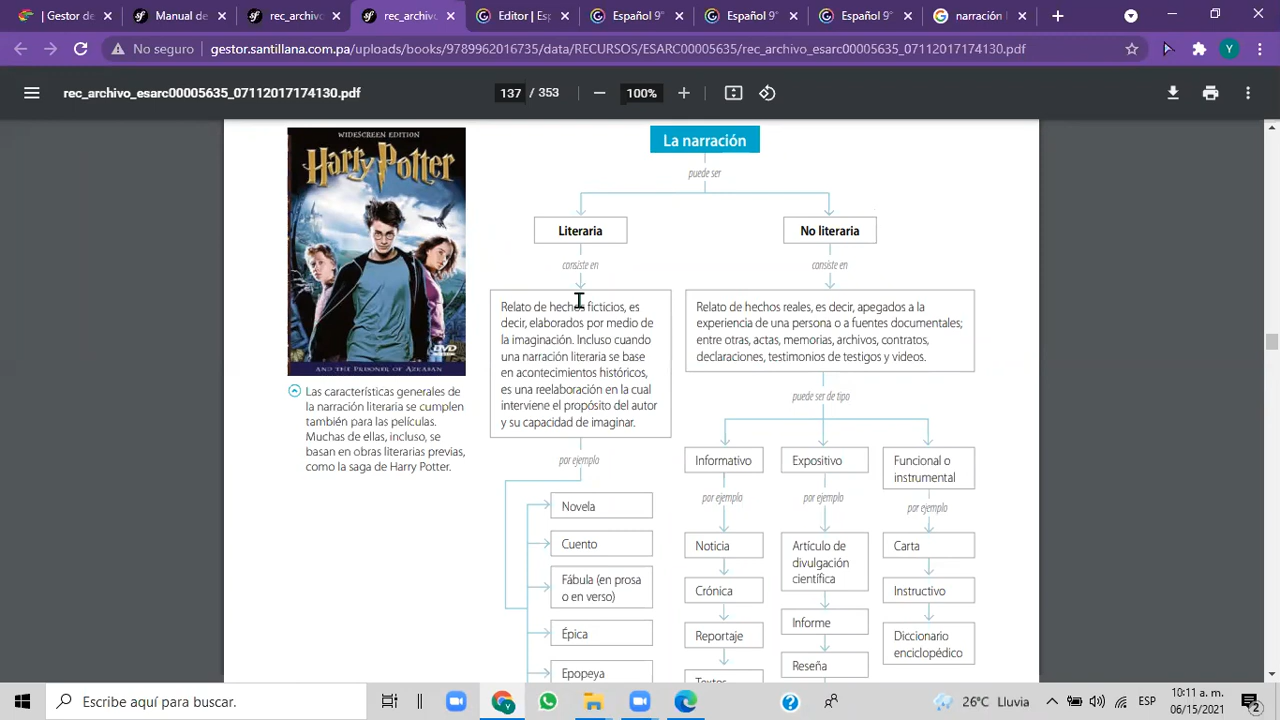 Manual de
ficc
ficc
Oleg | Esp
Español 9°
Español 9°
Español 9°
narración
No seguro
gestor.santillana.com.pa/uploads/books/9789962016735/data/RECURSOS/ESARC00005635/rec_archivo_esarc00005635_07112017174130.pdf
Y
rec_archivo_esarc00005635_07112017174130.pdf
137 / 353
100%
WIDESCREEN EDITION
Harry Potter
DVD
AND THE PRISONER OF AZKABAN
Las características generales de
la narración literaria se cumplen
también para las películas.
Muchas de ellas, incluso, se
basan en obras literarias previas,
como la saga de Harry Potter.
La narración
puede ser
Literaria
No literaria
consiste en
consiste en
Relato de hechos ficticios, es
decir, elaborados por medio de
la imaginación. Incluso cuando
una narración literaria se base
en acontecimientos históricos,
es una reelaboración en la cual
interviene el propósito del autor
y su capacidad de imaginar.
Relato de hechos reales, es decir, apegados a la
experiencia de una persona o a fuentes documentales;
entre otras, actas, memorias, archivos, contratos,
declaraciones, testimonios de testigos y videos.
puede ser de tipo
por ejemplo
Novela
Cuento
Fábula (en prosa
o en verso)
Épica
Epopeya
Informativo
por ejemplo
Noticia
Crónica
Reportaje
Textos
Expositivo
por ejemplo
Artículo de
divulgación
científica
Informe
Reseña
Funcional o
instrumental
por ejemplo
Carta
Instructivo
Diccionario
enciclopédico
Escribe aquí para buscar.
26°C Lluvia
ESP
10:11 a. m.
06/15/2021
2